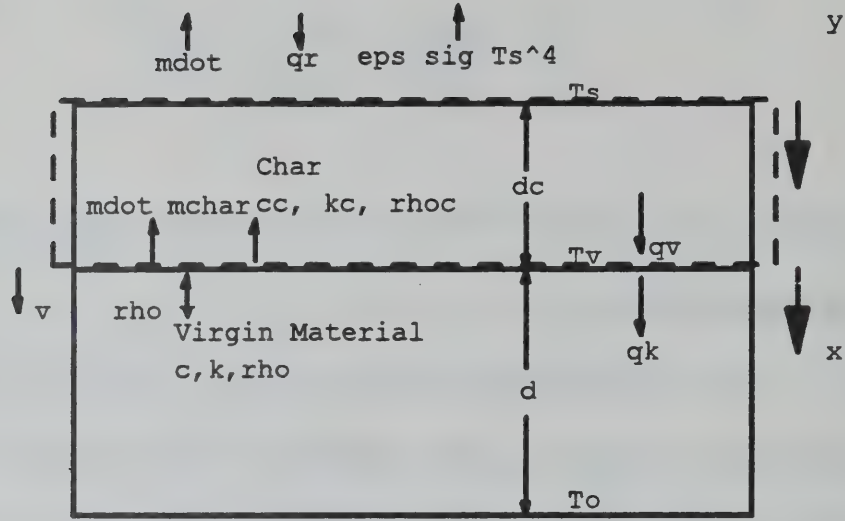 y
mdot qr eps sig Ts^4
Ts
Char
dc
mdot mchar cc, kc, rhoc
Tv qv
v rho
Virgin Material
qk x
c,k,rho
d
To